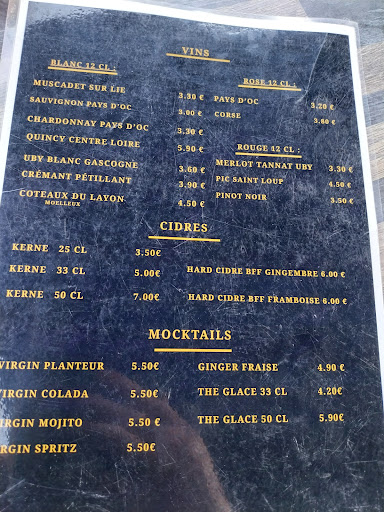 VINS
BLANC 12 CL :
MUSCADET SUR LIE 3.30 €
SAUVIGNON PAYS D'OC 3.00 €
CHARDONNAY PAYS D'OC 3.30 €
QUINCY CENTRE LOIRE 5.90 €
UBY BLANC GASCOGNE 3.60 €
CRÉMANT PÉTILLANT 3.90 €
COTEAUX DU LAYON 4.50 €
MOELLEUX
ROSE 12 CL :
PAYS D'OC 3.20 €
CORSE 3.60 €
ROUGE 12 CL :
MERLOT TANNAT UBY 3.30 €
PIC SAINT LOUP 4.50 €
PINOT NOIR 3.50 €
CIDRES
KERNE 25 CL 3.50€
KERNE 33 CL 5.00€
KERNE 50 CL 7.00€
HARD CIDRE BFF GINGEMBRE 6.00 €
HARD CIDRE BFF FRAMBOISE 6.00 €
MOCKTAILS
VIRGIN PLANTEUR 5.50€
VIRGIN COLADA 5.50€
VIRGIN MOJITO 5.50 €
RGIN SPRITZ 5.50€
GINGER FRAISE 4.90 €
THE GLACE 33 CL 4.20€
THE GLACE 50 CL 5.90€